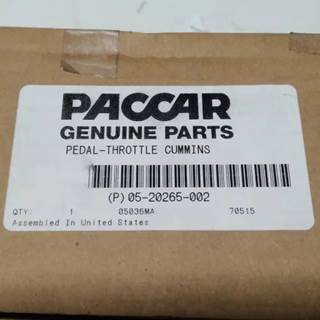 PACCAR
GENUINE PARTS
PEDAL-THROTTLE CUMMINS
(P) 05-20265-002
QTY: 1 05036MA 70515
Assembled In United States